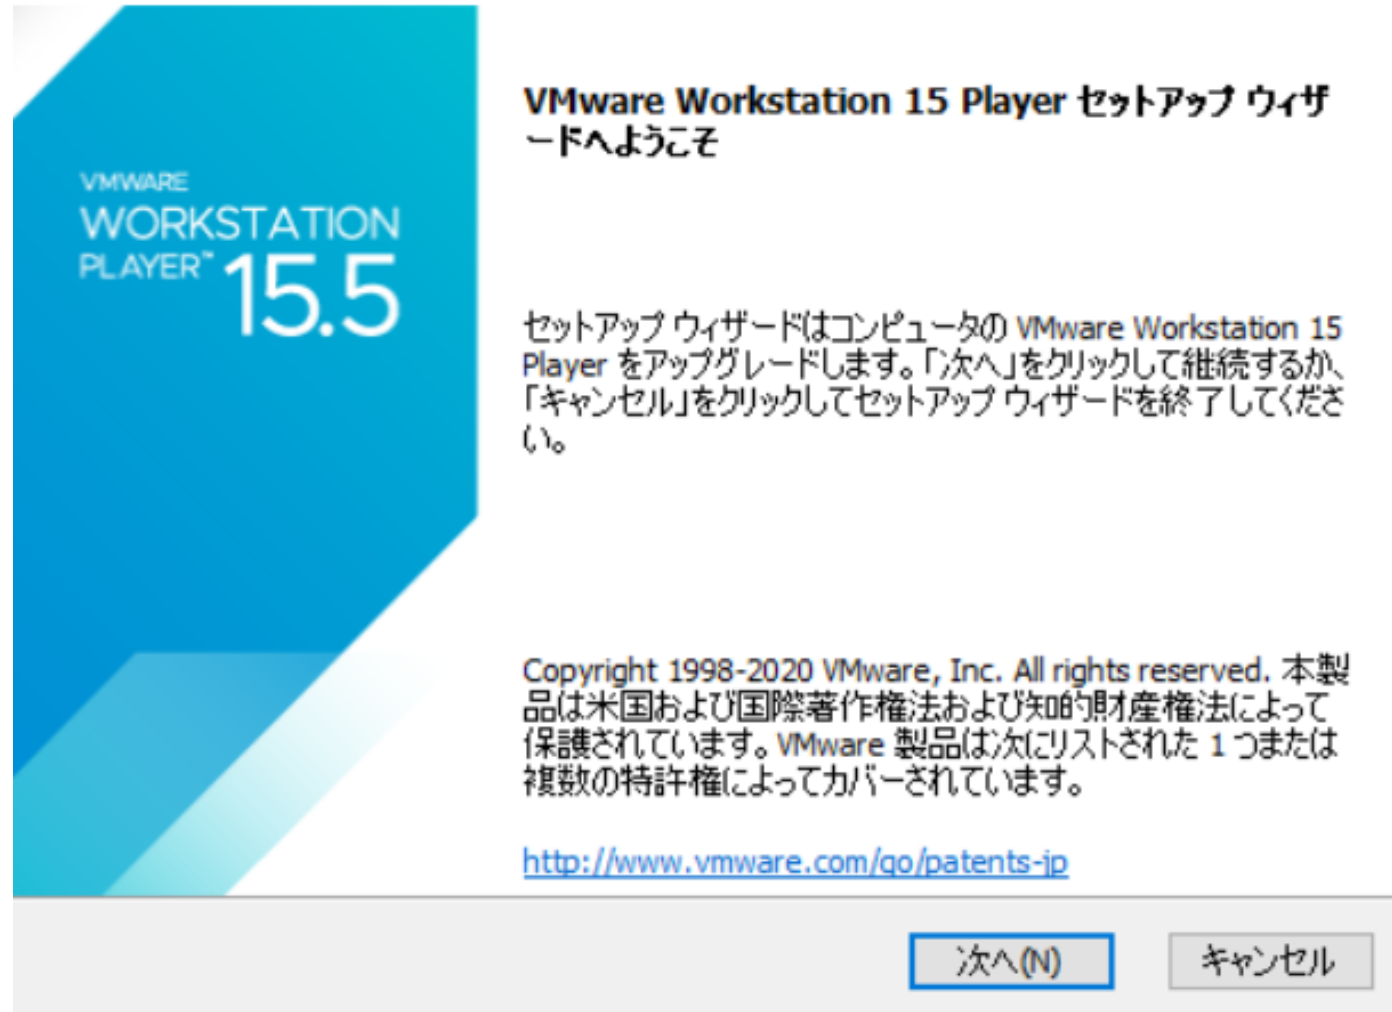 VMWARE
WORKSTATION
PLAYER™ 15.5
VMware Workstation 15 Player セットアップ ウィザ
ードへようこそ
セットアップ ウィザードはコンピュータの VMware Workstation 15
Player をアップグレードします。「次へ」をクリックして継続するか、
「キャンセル」をクリックしてセットアップ ウィザードを終了してくださ
い。
Copyright 1998-2020 VMware, Inc. All rights reserved. 本製
品は米国および国際著作権法および知的財産権法によって
保護されています。VMware 製品は次にリストされた 1 つまたは
複数の特許権によってカバーされています。
http://www.vmware.com/go/patents-jp
次へ(N)
キャンセル